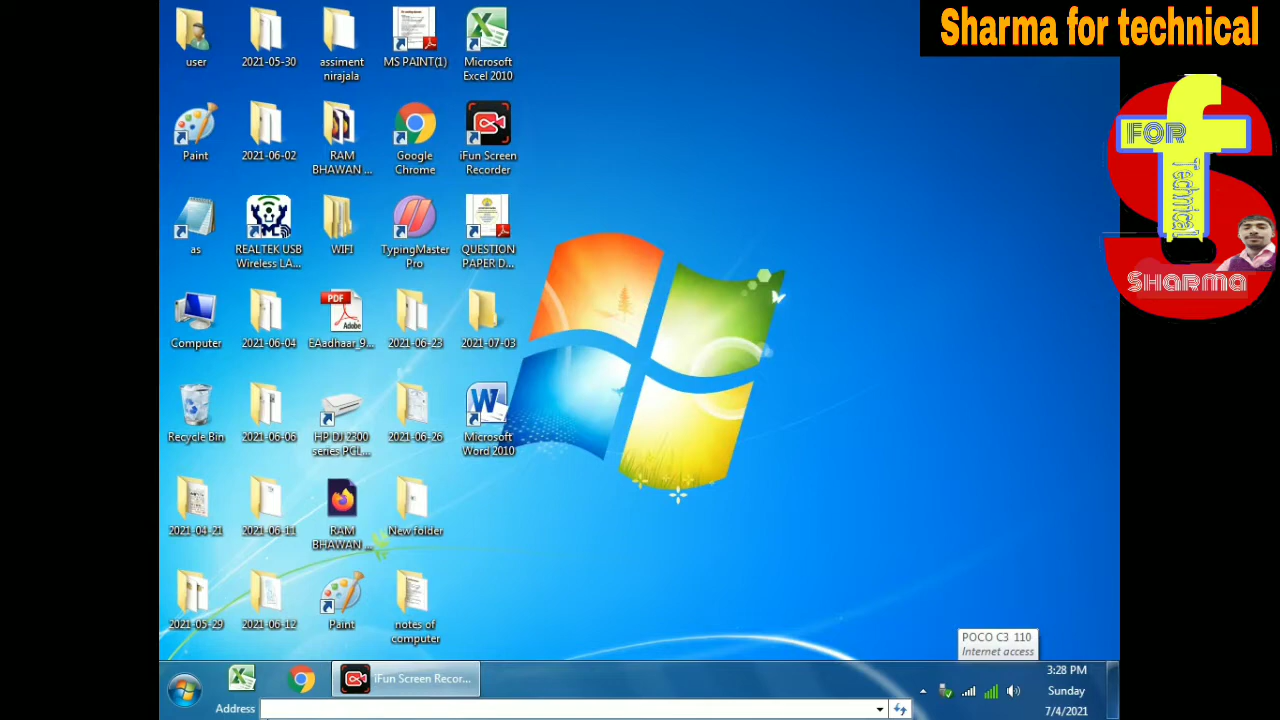 Sharma for technical
FOR
Technical
Sharma
user
2021-05-30
assiment
nirajala
MS PAINT(1)
Microsoft
Excel 2010
Paint
2021-06-02
RAM
BHAWAN ...
Google
Chrome
iFun Screen
Recorder
as
REALTEK USB
Wireless LA...
WIFI
TypingMaster
Pro
QUESTION
PAPER D...
Computer
2021-06-04
PDF
Adobe
EAadhaar_9...
2021-06-23
2021-07-03
Recycle Bin
2021-06-06
HP DJ 2300
series PCL...
2021-06-26
Microsoft
Word 2010
2021-04-21
2021-06-11
RAM
BHAWAN ...
New folder
2021-05-29
2021-06-12
Paint
notes of
computer
POCO C3 110
Internet access
iFun Screen Recor...
3:28 PM
Sunday
7/4/2021
Address